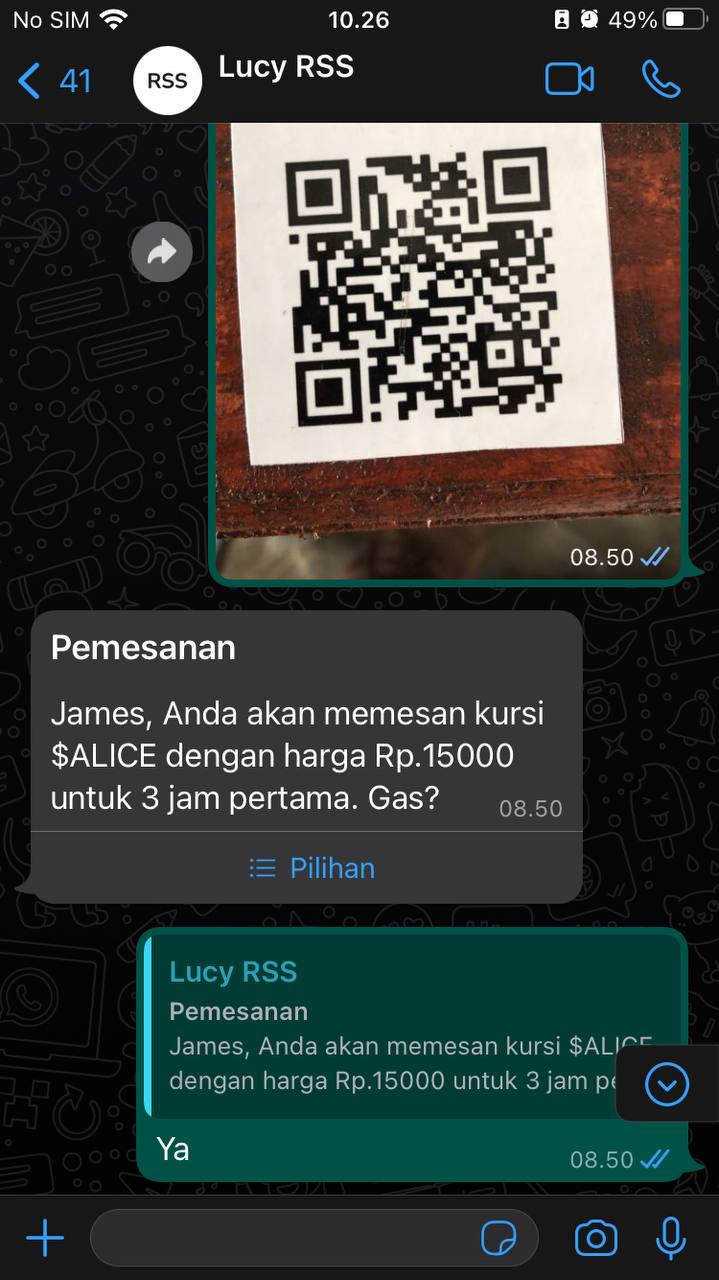 No SIM 10.26 49%
41 RSS Lucy RSS
08.50
Pemesanan
James, Anda akan memesan kursi
$ALICE dengan harga Rp.15000
untuk 3 jam pertama. Gas? 08.50
Pilihan
Lucy RSS
Pemesanan
James, Anda akan memesan kursi $ALICE
dengan harga Rp.15000 untuk 3 jam pe
Ya 08.50